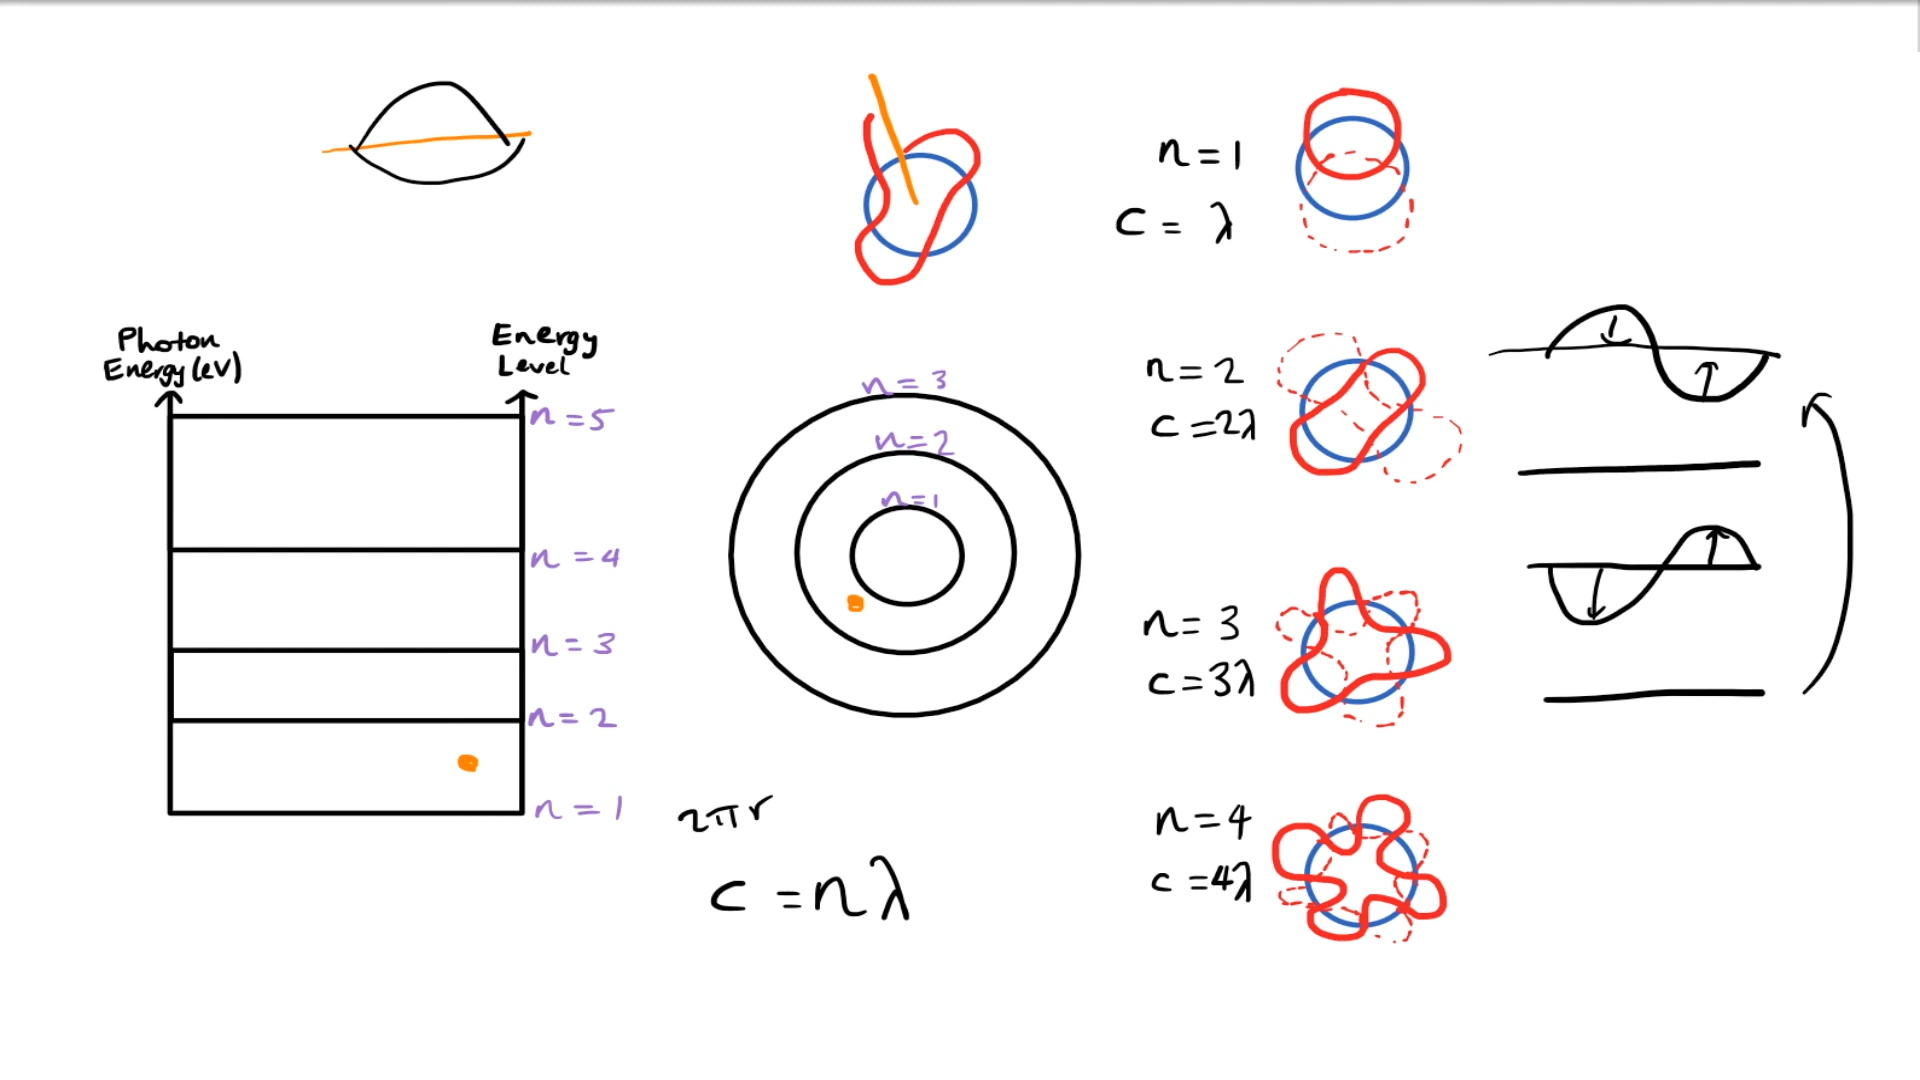 Photon
Energy (eV)
Energy
Level
n = 5
n = 4
n = 3
n = 2
n = 1
n = 3
n = 2
n = 1
2πr
c = nλ
n = 1
c = λ
n = 2
c = 2λ
n = 3
c = 3λ
n = 4
c = 4λ